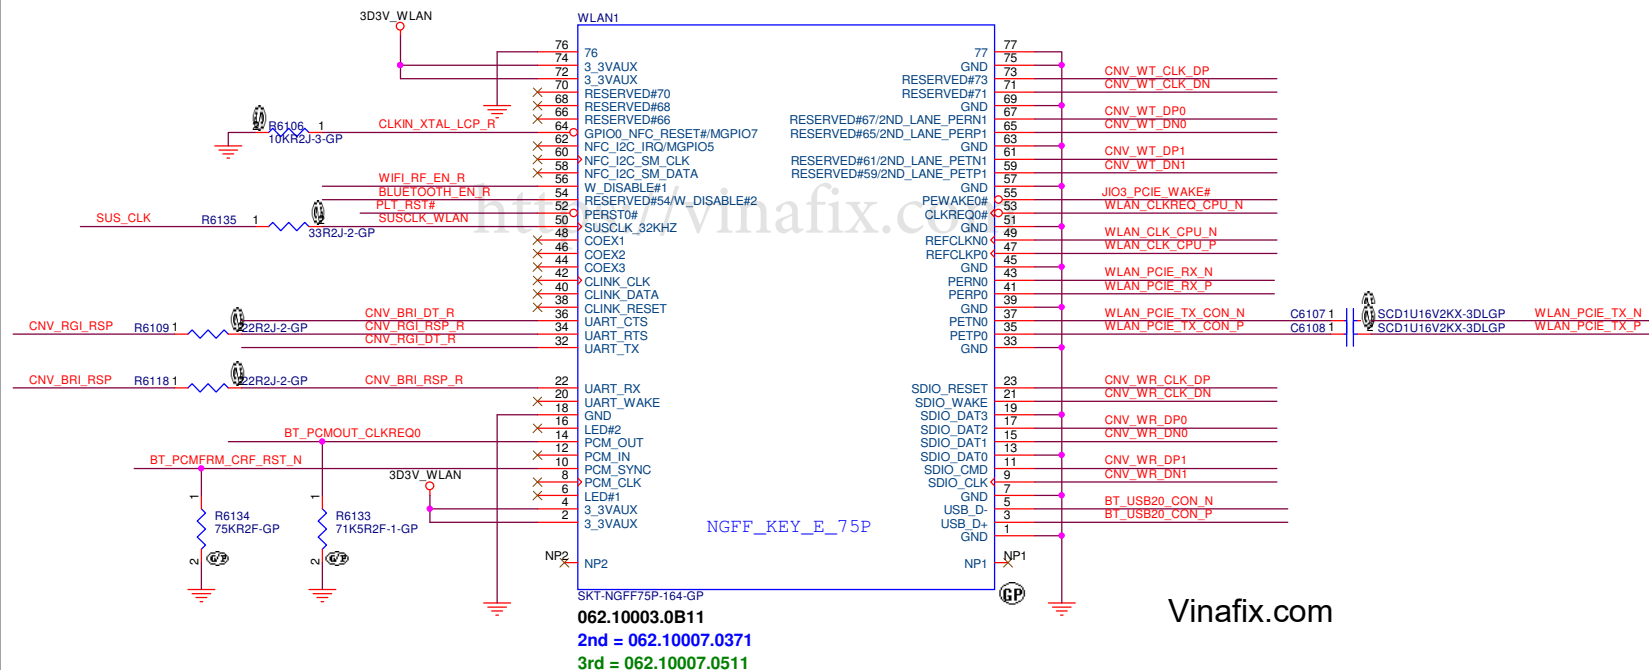 3D3V_WLAN
WLAN1
76 76 77 77
74 3_3VAUX GND 75
72 3_3VAUX RESERVED#73 73 CNV_WT_CLK_DP
70 RESERVED#70 RESERVED#71 71 CNV_WT_CLK_DN
68 RESERVED#68 GND 69
66 RESERVED#66 RESERVED#67/2ND_LANE_PERN1 67 CNV_WT_DP0
R6106 1 CLKIN_XTAL_LCP_R 64 GPIO0_NFC_RESET#/MGPIO7 RESERVED#65/2ND_LANE_PERP1 65 CNV_WT_DN0
10KR2J-3-GP
62 NFC_I2C_IRQ/MGPIO5 GND 63
60 NFC_I2C_SM_CLK RESERVED#61/2ND_LANE_PETN1 61 CNV_WT_DP1
58 NFC_I2C_SM_DATA RESERVED#59/2ND_LANE_PETP1 59 CNV_WT_DN1
WIFI_RF_EN_R 56 W_DISABLE#1 GND 57
BLUETOOTH_EN_R 54 RESERVED#54/W_DISABLE#2 PEWAKE0# 55 JIO3_PCIE_WAKE#
PLT_RST# 52 PERST0# CLKREQ0# 53 WLAN_CLKREQ_CPU_N
SUS_CLK R6135 1 SUSCLK_WLAN 50 SUSCLK_32KHZ GND 51
33R2J-2-GP
http://vinafix.com
48 COEX1 REFCLKN0 49 WLAN_CLK_CPU_N
46 COEX2 REFCLKP0 47 WLAN_CLK_CPU_P
44 COEX3 GND 45
42 CLINK_CLK PERN0 43 WLAN_PCIE_RX_N
40 CLINK_DATA PERP0 41 WLAN_PCIE_RX_P
38 CLINK_RESET GND 39
CNV_BRI_DT_R 36 UART_CTS PETN0 37 WLAN_PCIE_TX_CON_N C6107 1 SCD1U16V2KX-3DLGP WLAN_PCIE_TX_N
CNV_RGI_RSP R6109 1 22R2J-2-GP CNV_RGI_RSP_R 34 UART_RTS PETP0 35 WLAN_PCIE_TX_CON_P C6108 1 2 SCD1U16V2KX-3DLGP WLAN_PCIE_TX_P
CNV_RGI_DT_R 32 UART_TX GND 33
CNV_BRI_RSP R6118 1 22R2J-2-GP CNV_BRI_RSP_R 22 UART_RX SDIO_RESET 23 CNV_WR_CLK_DP
20 UART_WAKE SDIO_WAKE 21 CNV_WR_CLK_DN
18 GND SDIO_DAT3 19
16 LED#2 SDIO_DAT2 17 CNV_WR_DP0
BT_PCMOUT_CLKREQ0 14 PCM_OUT SDIO_DAT1 15 CNV_WR_DN0
12 PCM_IN SDIO_DAT0 13
BT_PCMFRM_CRF_RST_N 10 PCM_SYNC SDIO_CMD 11 CNV_WR_DP1
3D3V_WLAN 8 PCM_CLK SDIO_CLK 9 CNV_WR_DN1
1 1 6 LED#1 GND 7
4 3_3VAUX USB_D- 5 BT_USB20_CON_N
2 3_3VAUX USB_D+ 3 BT_USB20_CON_P
GND 1
R6134 R6133
75KR2F-GP 71K5R2F-1-GP
NGFF_KEY_E_75P
2 2
NP2 NP2 NP1 NP1
SKT-NGFF75P-164-GP GP
062.10003.0B11
2nd = 062.10007.0371
3rd = 062.10007.0511
Vinafix.com